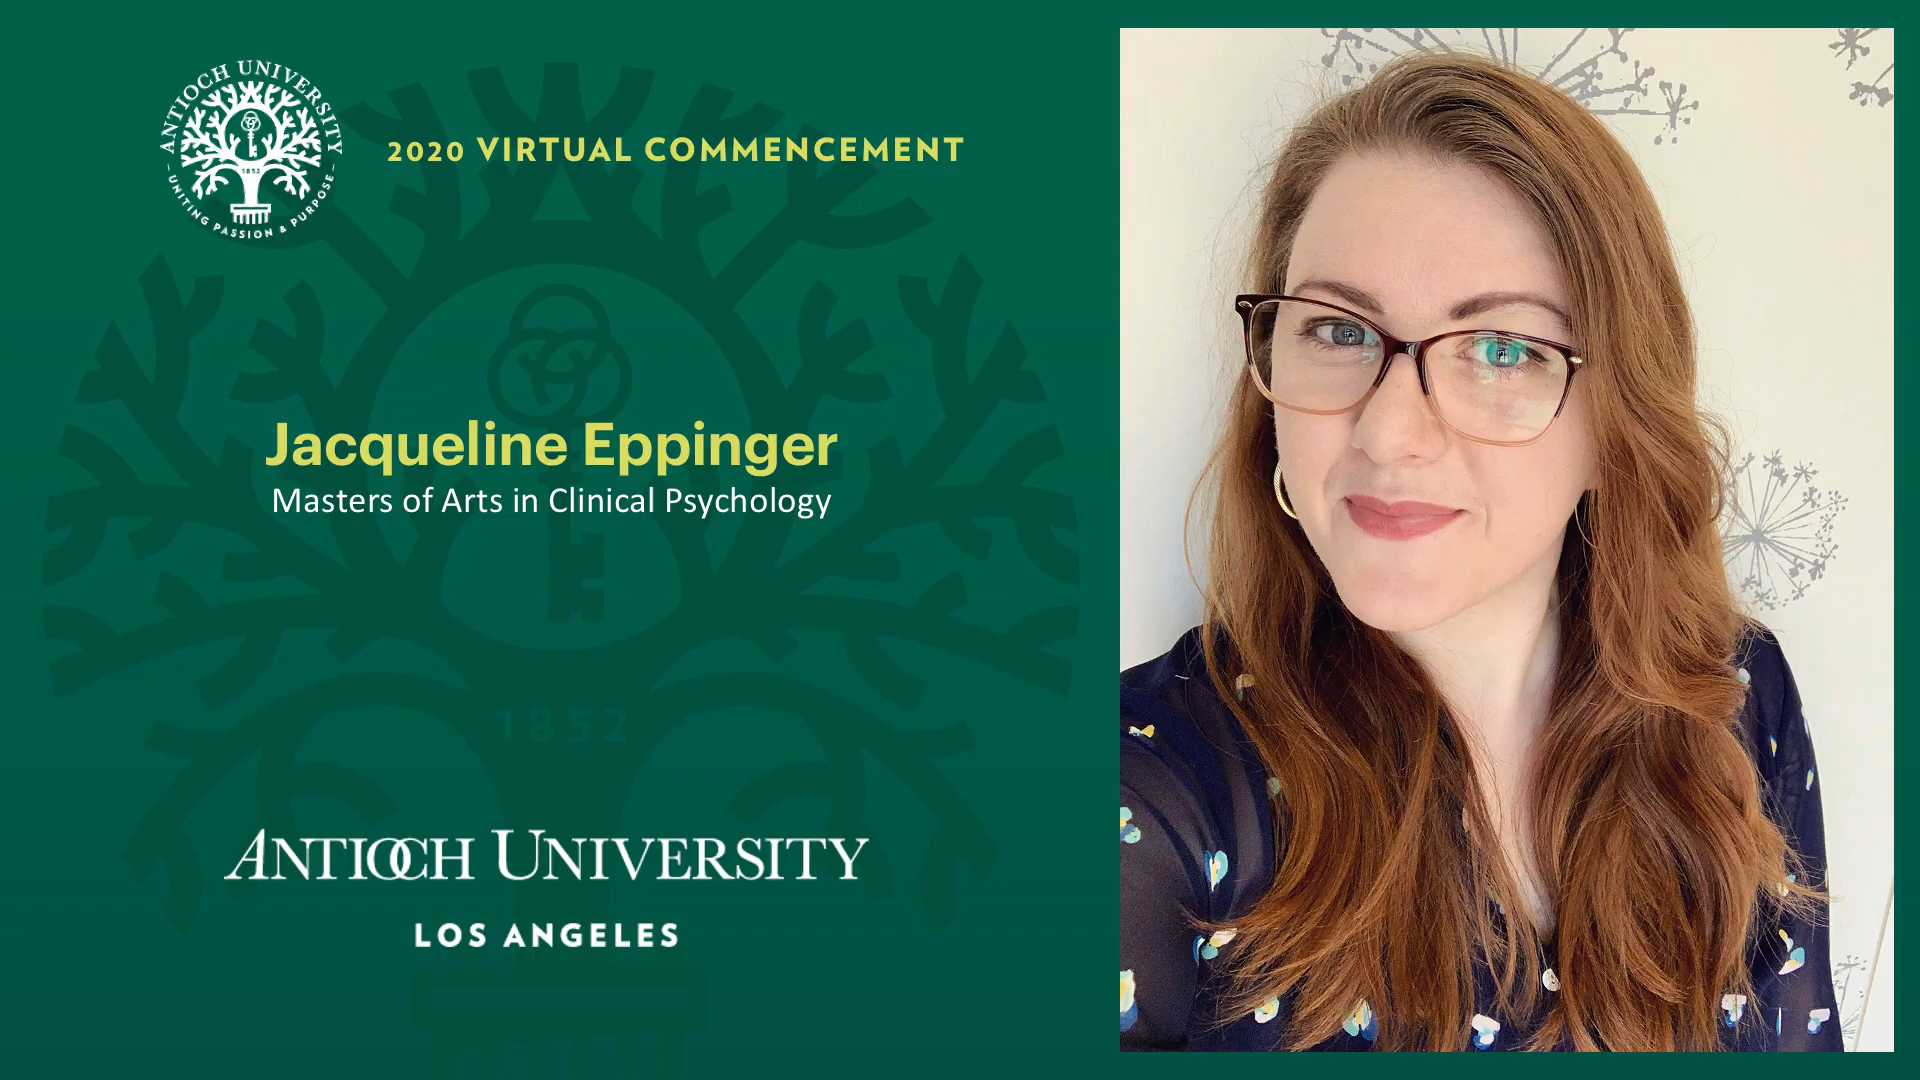 ANTIOCH UNIVERSITY
1852
– UNITING PASSION & PURPOSE –
2020 VIRTUAL COMMENCEMENT
Jacqueline Eppinger
Masters of Arts in Clinical Psychology
1852
ANTIOCH UNIVERSITY
LOS ANGELES